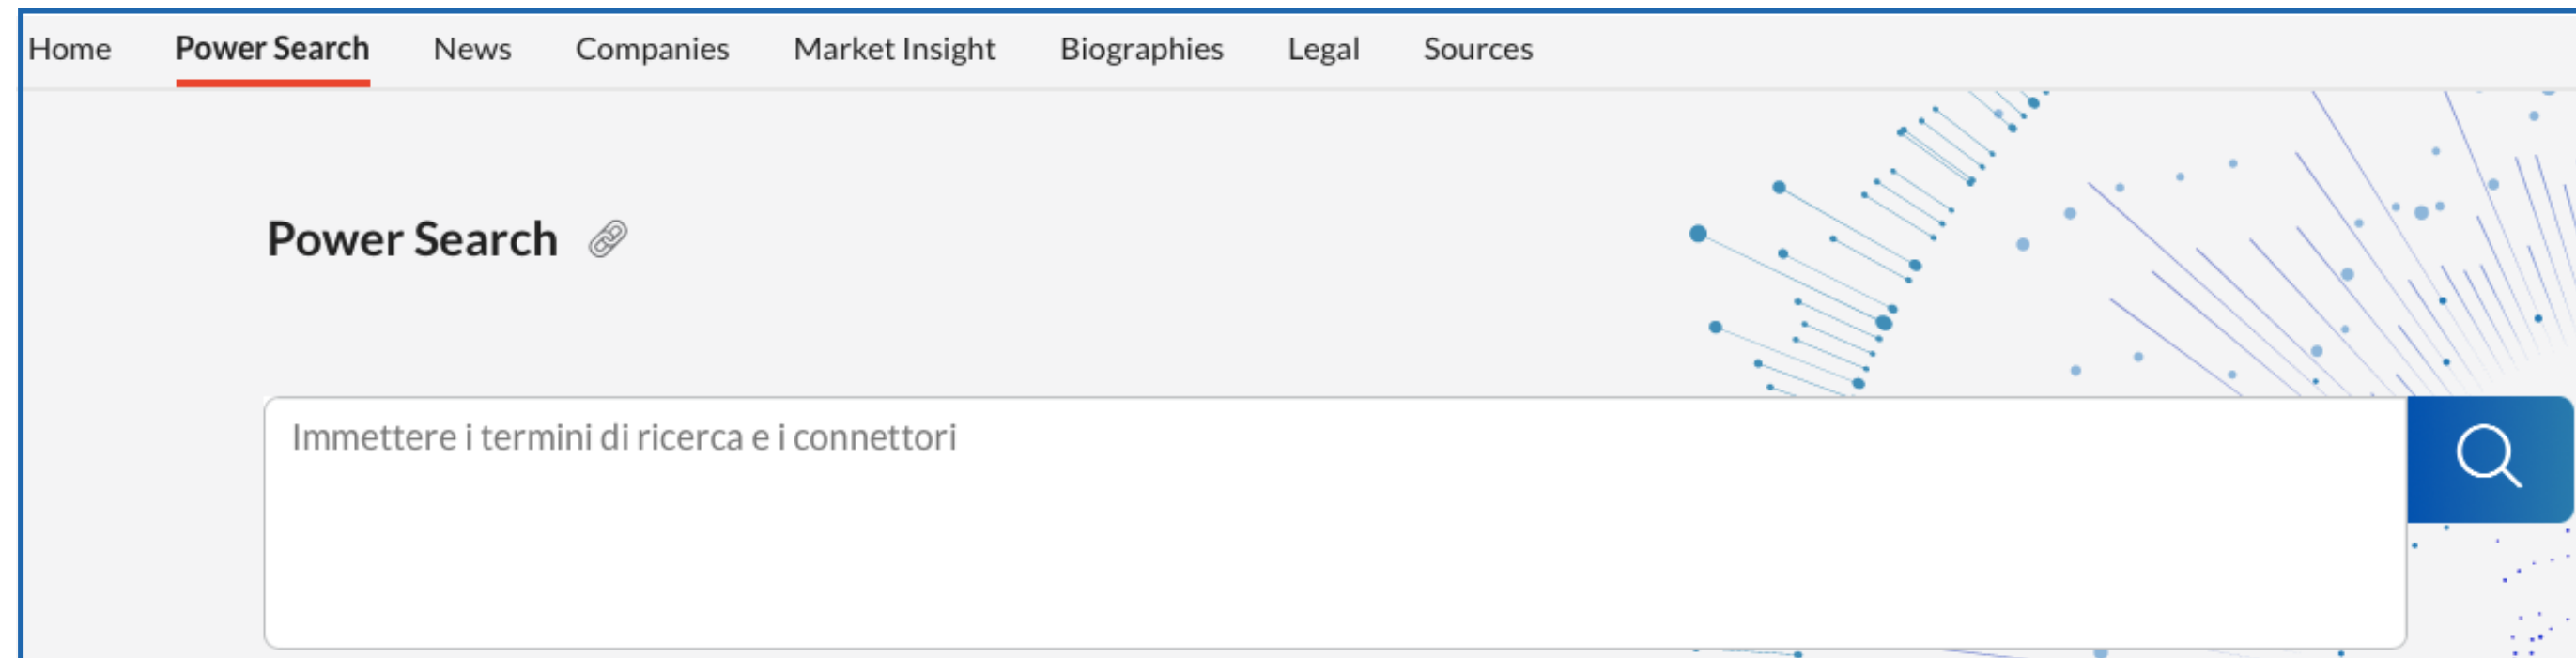 Home Power Search News Companies Market Insight Biographies Legal Sources
Power Search
Immettere i termini di ricerca e i connettori